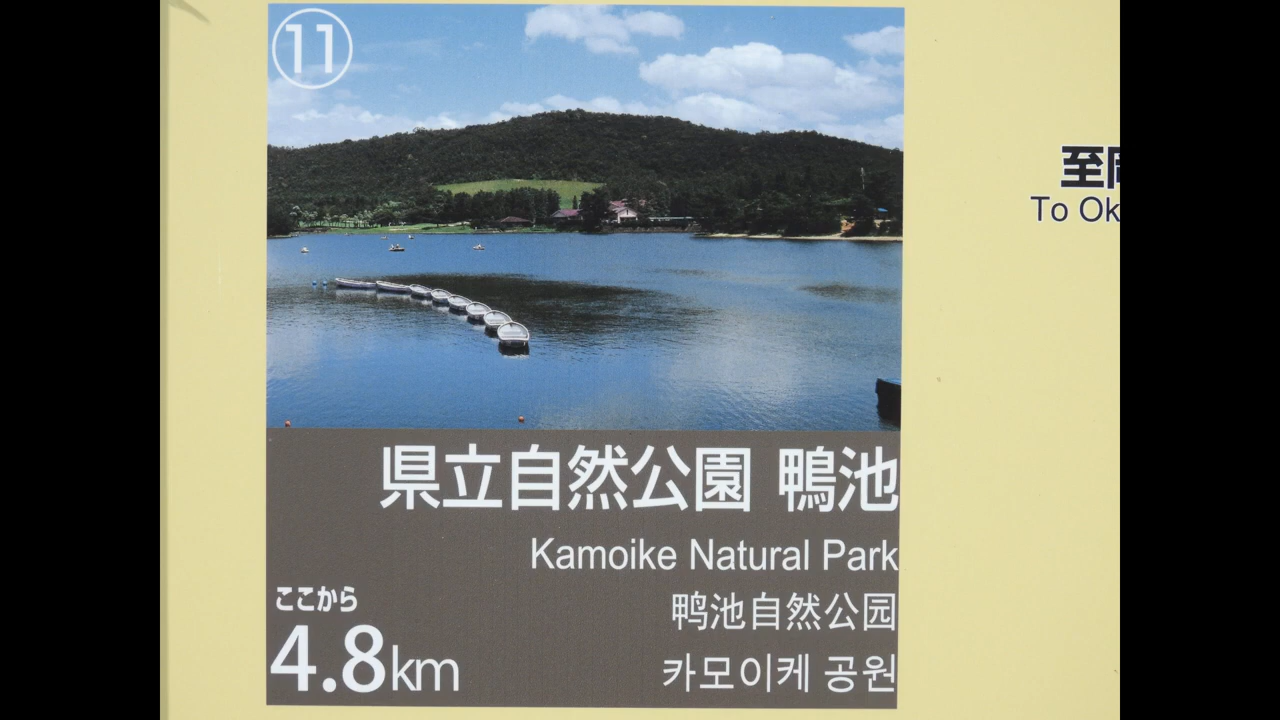 ⑪
至
To Ok
県立自然公園 鴨池
Kamoike Natural Park
鸭池自然公园
카모이케 공원
ここから
4.8km